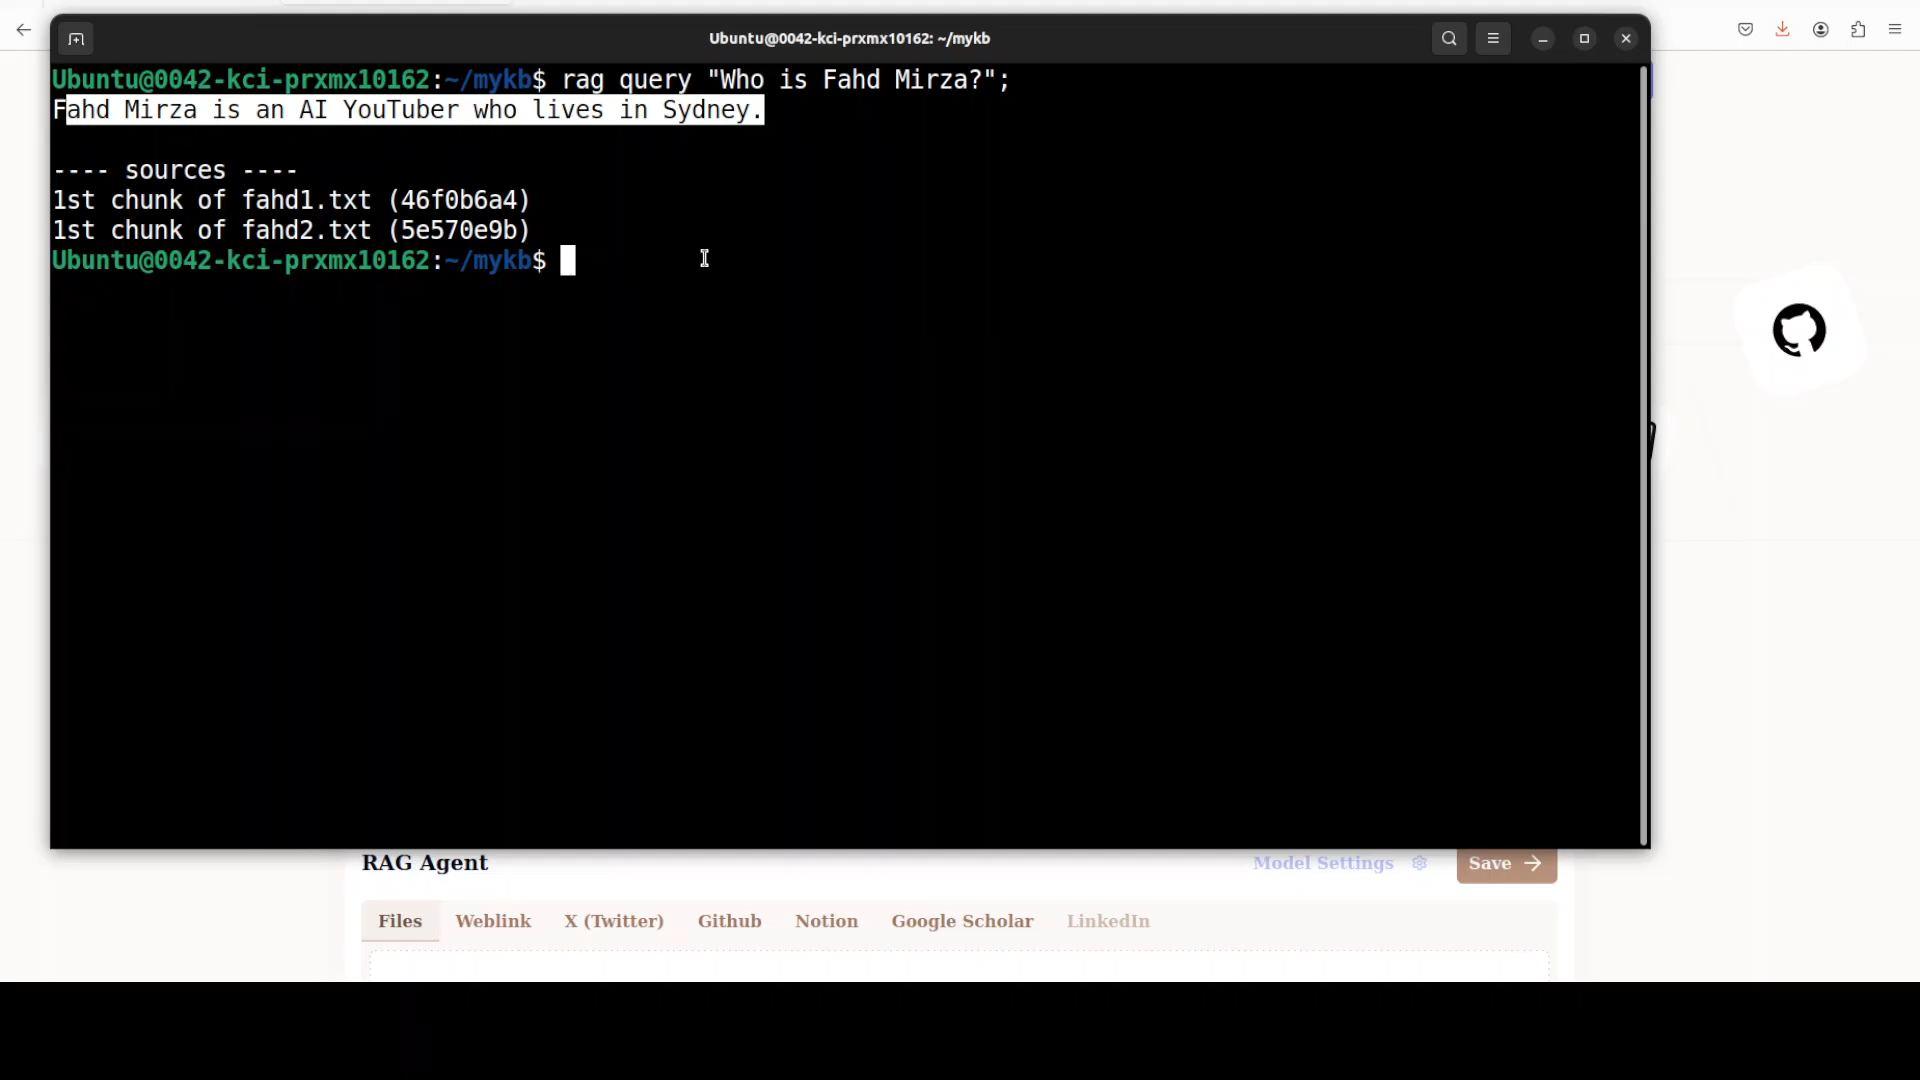 Ubuntu@0042-kci-prxmx10162: ~/mykb
Ubuntu@0042-kci-prxmx10162:~/mykb$ rag query "Who is Fahd Mirza?";
Fahd Mirza is an AI YouTuber who lives in Sydney.
---- sources ----
1st chunk of fahd1.txt (46f0b6a4)
1st chunk of fahd2.txt (5e570e9b)
Ubuntu@0042-kci-prxmx10162:~/mykb$
RAG Agent Model Settings Save
Files Weblink X (Twitter) Github Notion Google Scholar LinkedIn